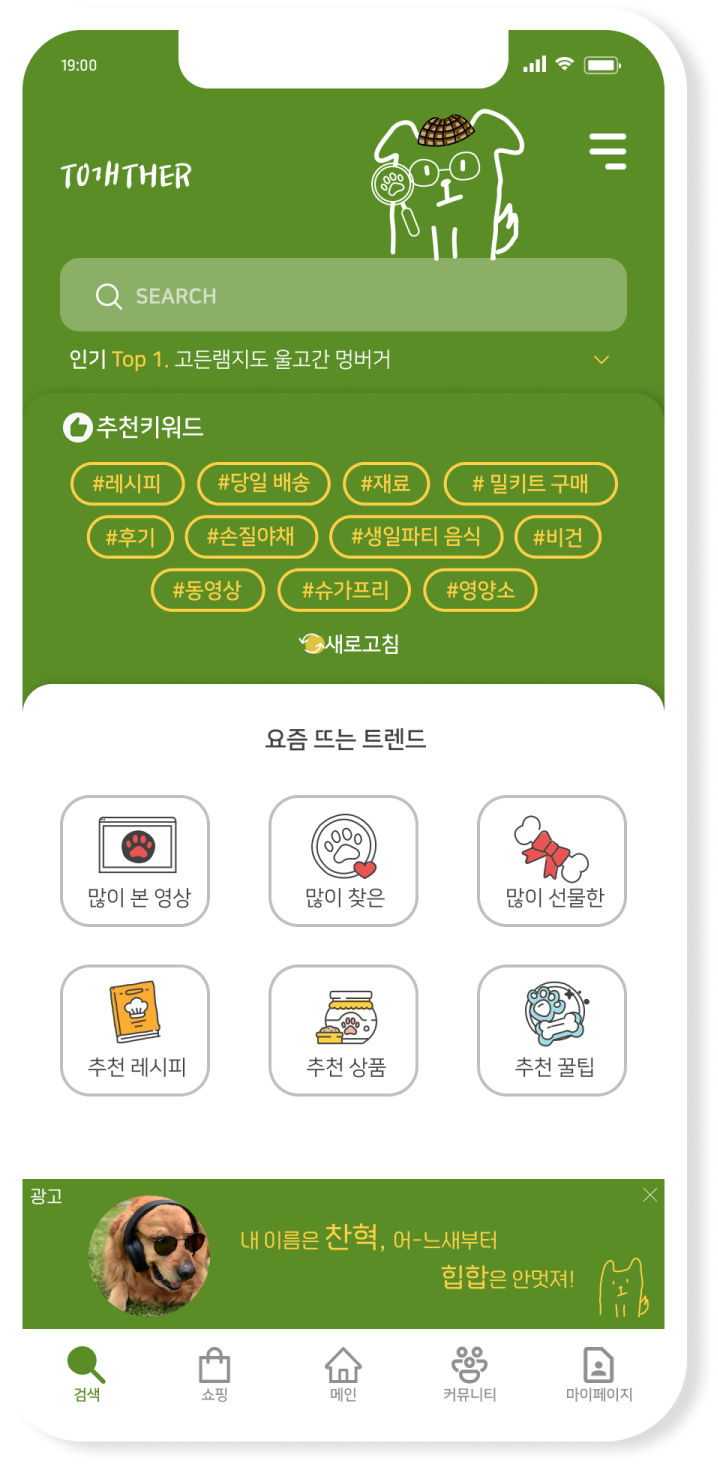 19:00
TO개THER
SEARCH
인기 Top 1. 고든램지도 울고간 멍버거
추천키워드
#레시피 #당일 배송 #재료 # 밀키트 구매
#후기 #손질야채 #생일파티 음식 #비건
#동영상 #슈가프리 #영양소
새로고침
요즘 뜨는 트렌드
많이 본 영상 많이 찾은 많이 선물한
추천 레시피 추천 상품 추천 꿀팁
광고
내 이름은 찬혁, 어-느새부터
힙합은 안멋져!
검색 쇼핑 메인 커뮤니티 마이페이지